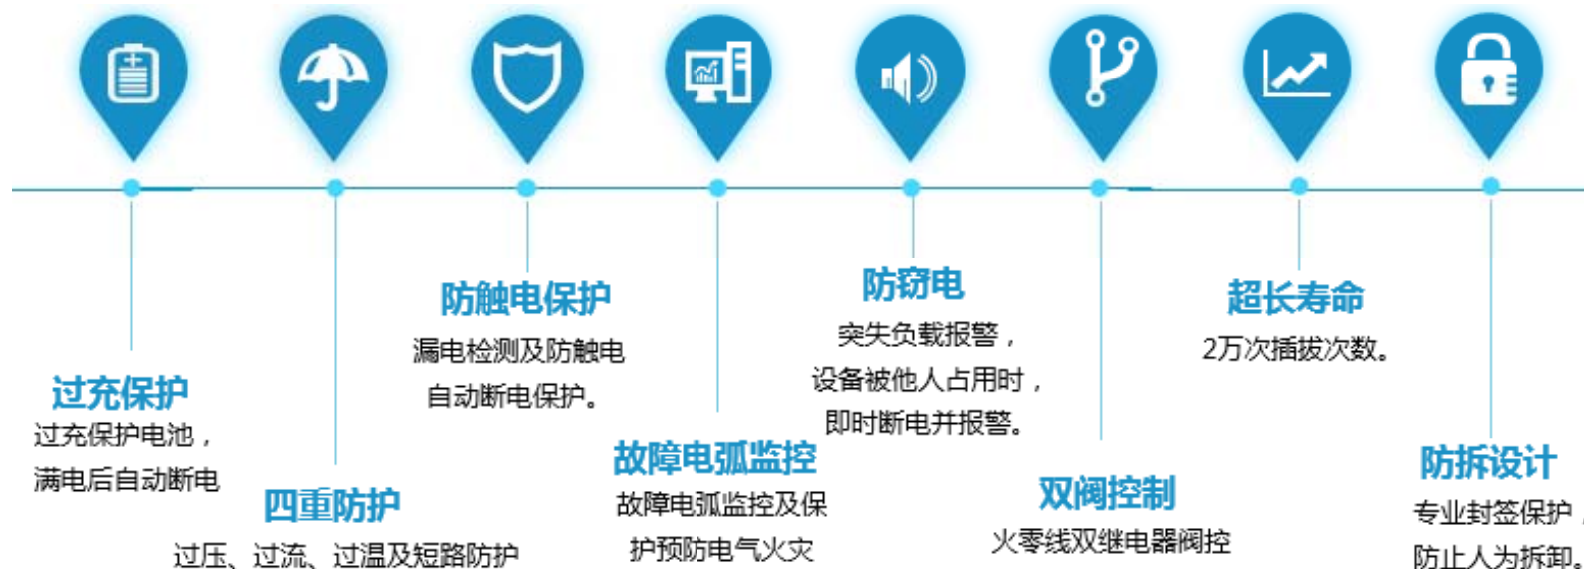 过充保护
过充保护电池，
满电后自动断电
四重防护
过压、过流、过温及短路防护
防触电保护
漏电检测及防触电
自动断电保护。
故障电弧监控
故障电弧监控及保
护预防电气火灾
防窃电
突失负载报警，
设备被他人占用时，
即时断电并报警。
双阀控制
火零线双继电器阀控
超长寿命
2万次插拔次数。
防拆设计
专业封签保护，
防止人为拆卸。